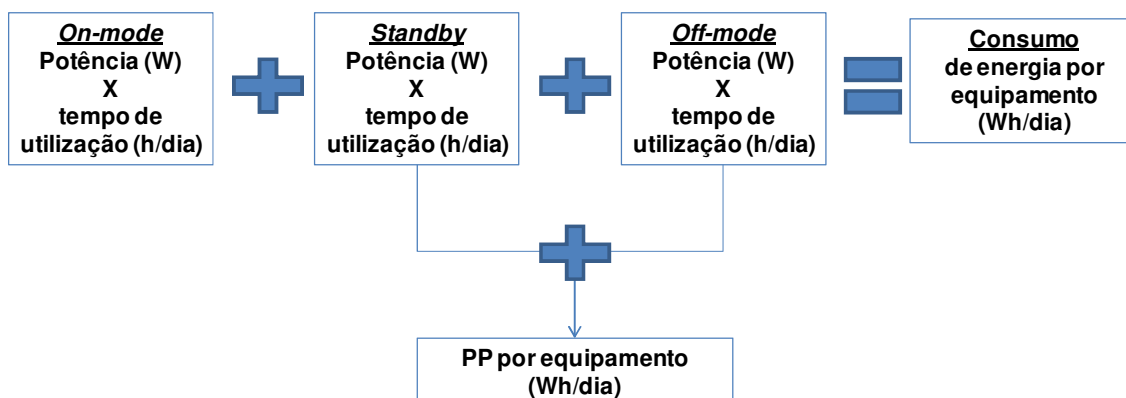 On-mode
Potência (W)
X
tempo de
utilização (h/dia)
Standby
Potência (W)
X
tempo de
utilização (h/dia)
Off-mode
Potência (W)
X
tempo de
utilização (h/dia)
Consumo
de energia por
equipamento
(Wh/dia)
PP por equipamento
(Wh/dia)